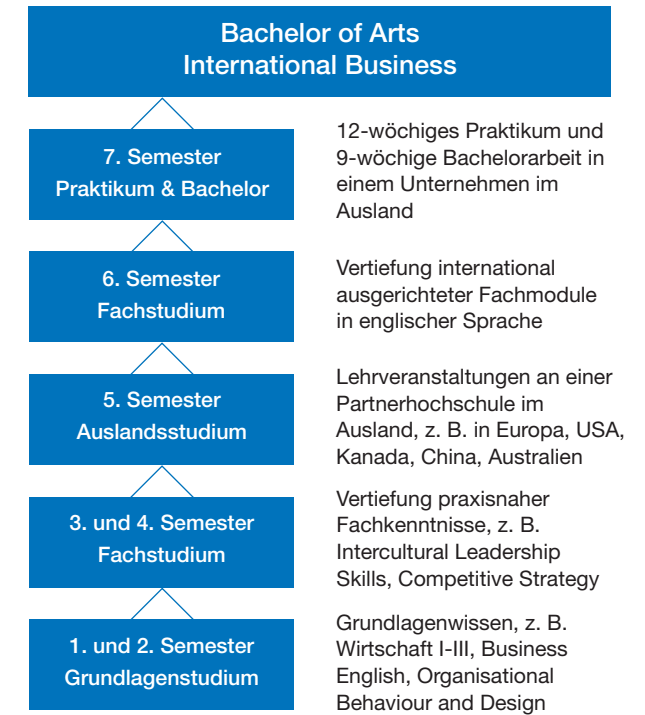 Bachelor of Arts
International Business
7. Semester
Praktikum & Bachelor
12-wöchiges Praktikum und
9-wöchige Bachelorarbeit in
einem Unternehmen im
Ausland
6. Semester
Fachstudium
Vertiefung international
ausgerichteter Fachmodule
in englischer Sprache
5. Semester
Auslandsstudium
Lehrveranstaltungen an einer
Partnerhochschule im
Ausland, z. B. in Europa, USA,
Kanada, China, Australien
3. und 4. Semester
Fachstudium
Vertiefung praxisnaher
Fachkenntnisse, z. B.
Intercultural Leadership
Skills, Competitive Strategy
1. und 2. Semester
Grundlagenstudium
Grundlagenwissen, z. B.
Wirtschaft I-III, Business
English, Organisational
Behaviour and Design